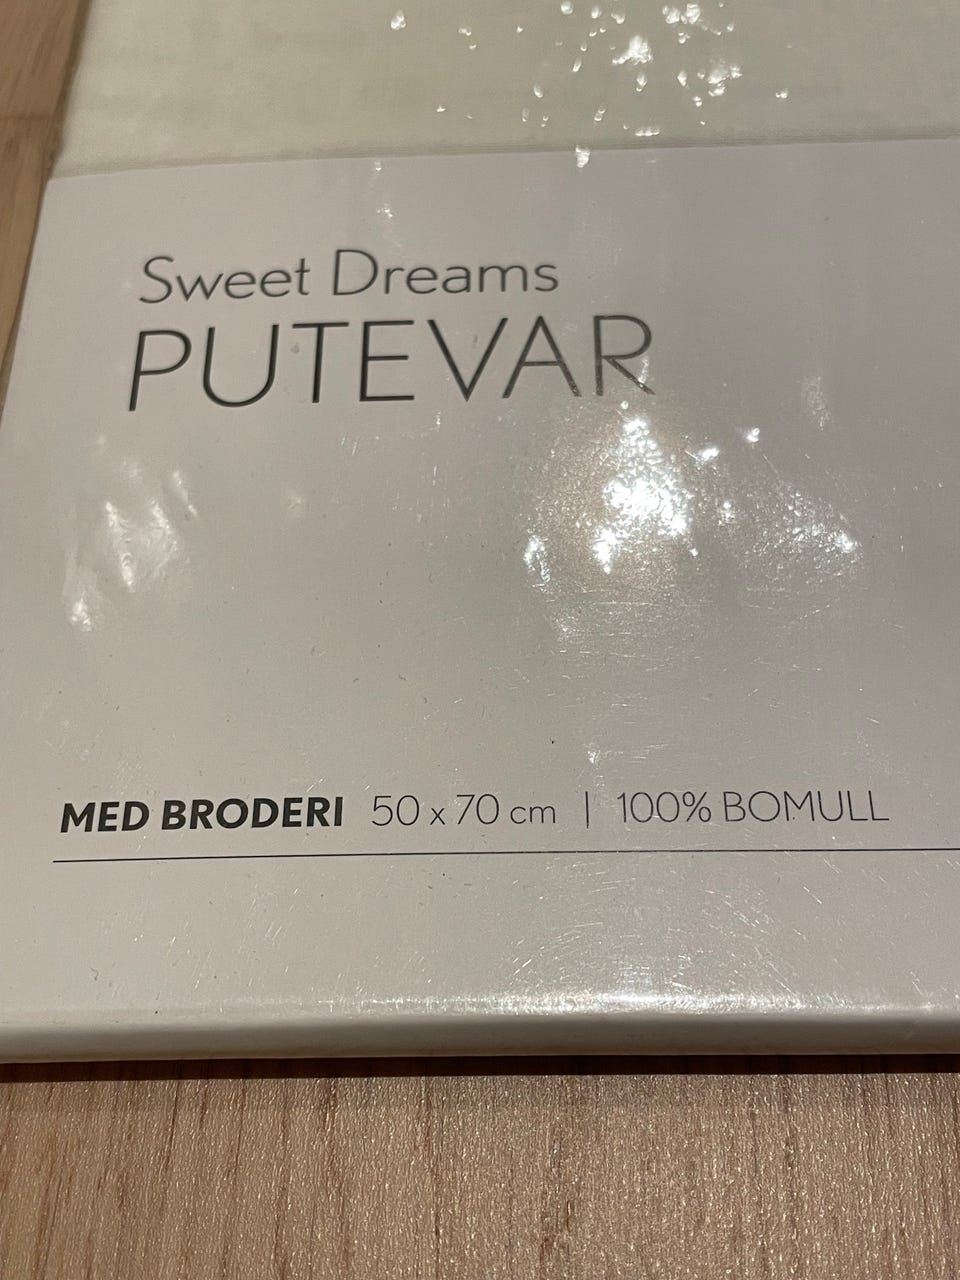 Sweet Dreams
PUTEVAR
MED BRODERI 50 x 70 cm | 100% BOMULL